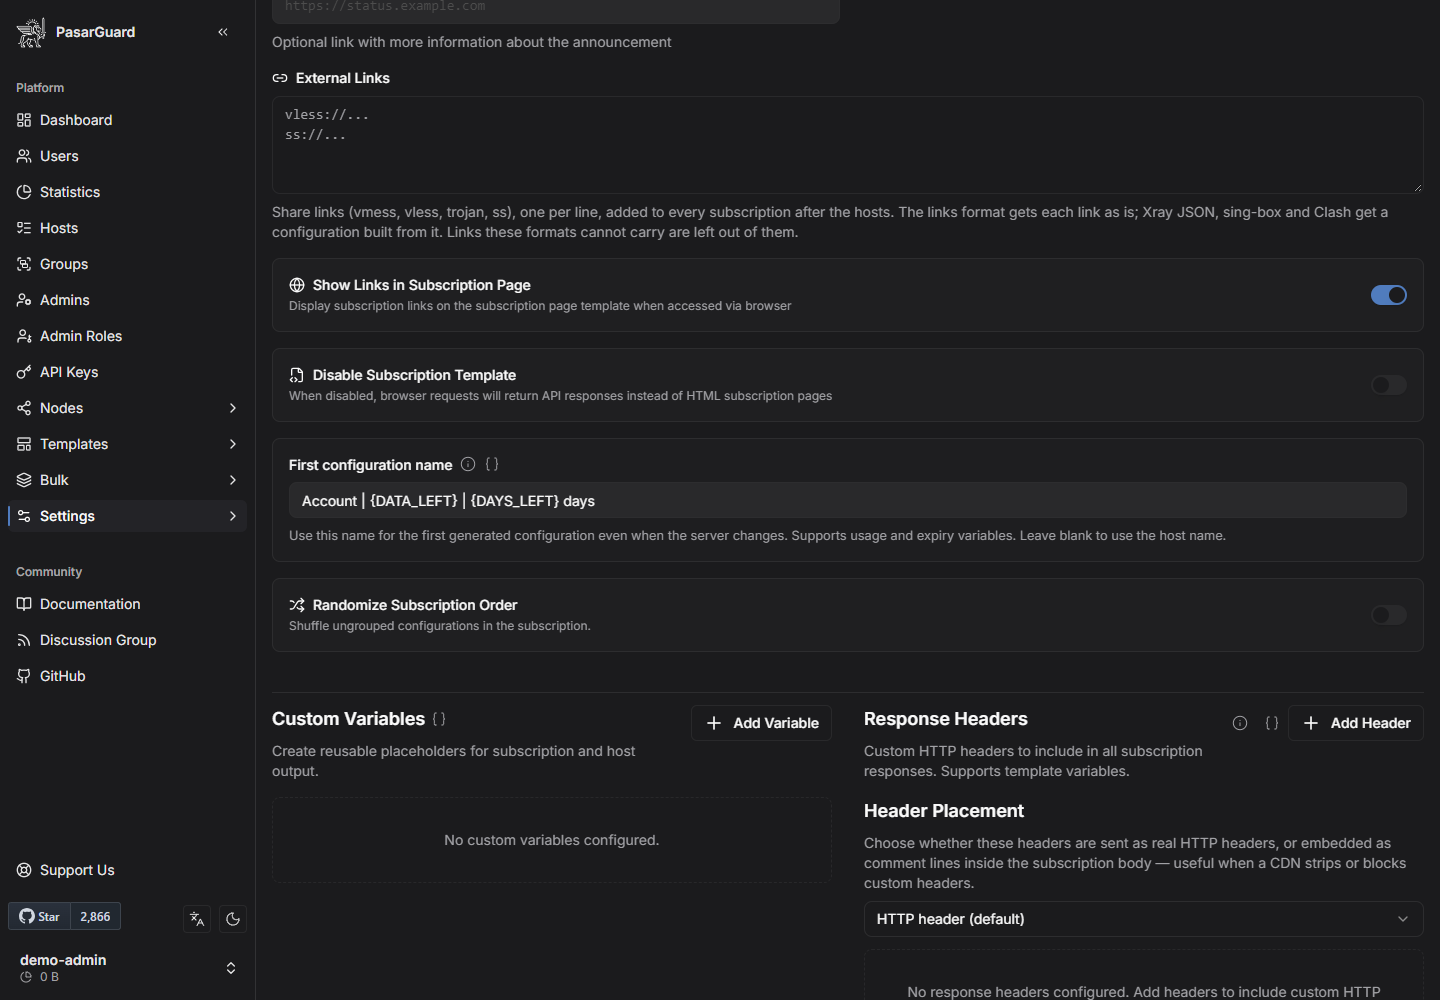 PasarGuard
Platform
Dashboard
Users
Statistics
Hosts
Groups
Admins
Admin Roles
API Keys
Nodes
Templates
Bulk
Settings
Community
Documentation
Discussion Group
GitHub
Support Us
Star 2,866
demo-admin
0 B
https://status.example.com
Optional link with more information about the announcement
External Links
vless://...
ss://...
Share links (vmess, vless, trojan, ss), one per line, added to every subscription after the hosts. The links format gets each link as is; Xray JSON, sing-box and Clash get a
configuration built from it. Links these formats cannot carry are left out of them.
Show Links in Subscription Page
Display subscription links on the subscription page template when accessed via browser
Disable Subscription Template
When disabled, browser requests will return API responses instead of HTML subscription pages
First configuration name
Account | {DATA_LEFT} | {DAYS_LEFT} days
Use this name for the first generated configuration even when the server changes. Supports usage and expiry variables. Leave blank to use the host name.
Randomize Subscription Order
Shuffle ungrouped configurations in the subscription.
Custom Variables
Add Variable
Create reusable placeholders for subscription and host
output.
No custom variables configured.
Response Headers
Add Header
Custom HTTP headers to include in all subscription
responses. Supports template variables.
Header Placement
Choose whether these headers are sent as real HTTP headers, or embedded as
comment lines inside the subscription body — useful when a CDN strips or blocks
custom headers.
HTTP header (default)
No response headers configured. Add headers to include custom HTTP